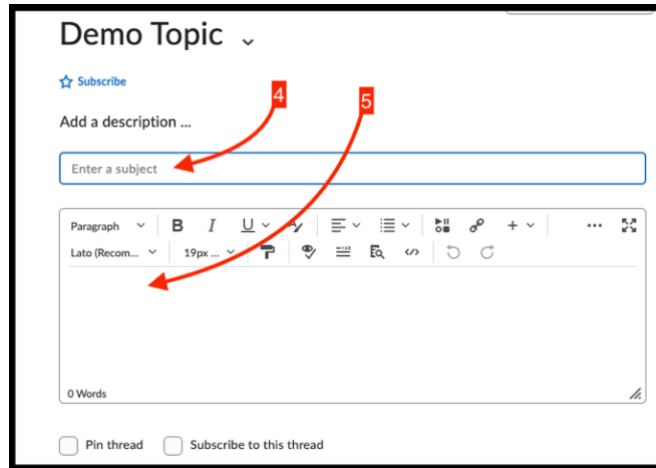 Demo Topic
Subscribe
4
5
Add a description ...
Enter a subject
Paragraph B I U
Lato (Recom... 19px ...
0 Words
Pin thread Subscribe to this thread